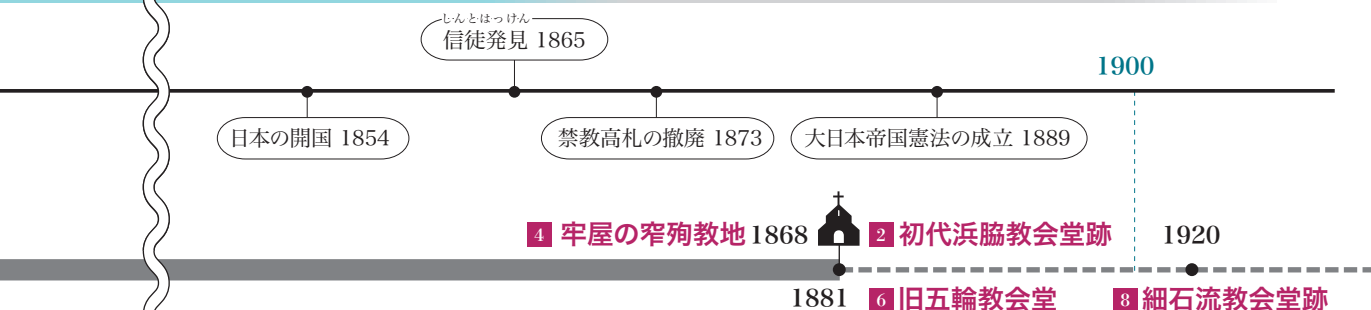 しんとはっけん
信徒発見 1865
1900
日本の開国 1854
禁教高札の撤廃 1873
大日本帝国憲法の成立 1889
4 牢屋の窄殉教地 1868
2 初代浜脇教会堂跡
1920
1881
6 旧五輪教会堂
8 細石流教会堂跡